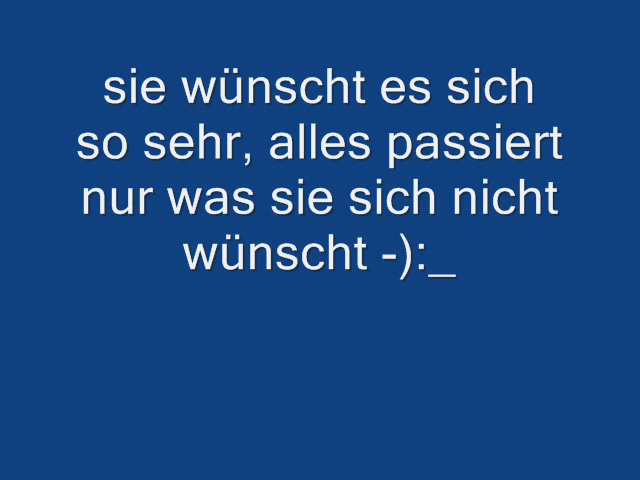 sie wünscht es sich
so sehr, alles passiert
nur was sie sich nicht
wünscht -):_